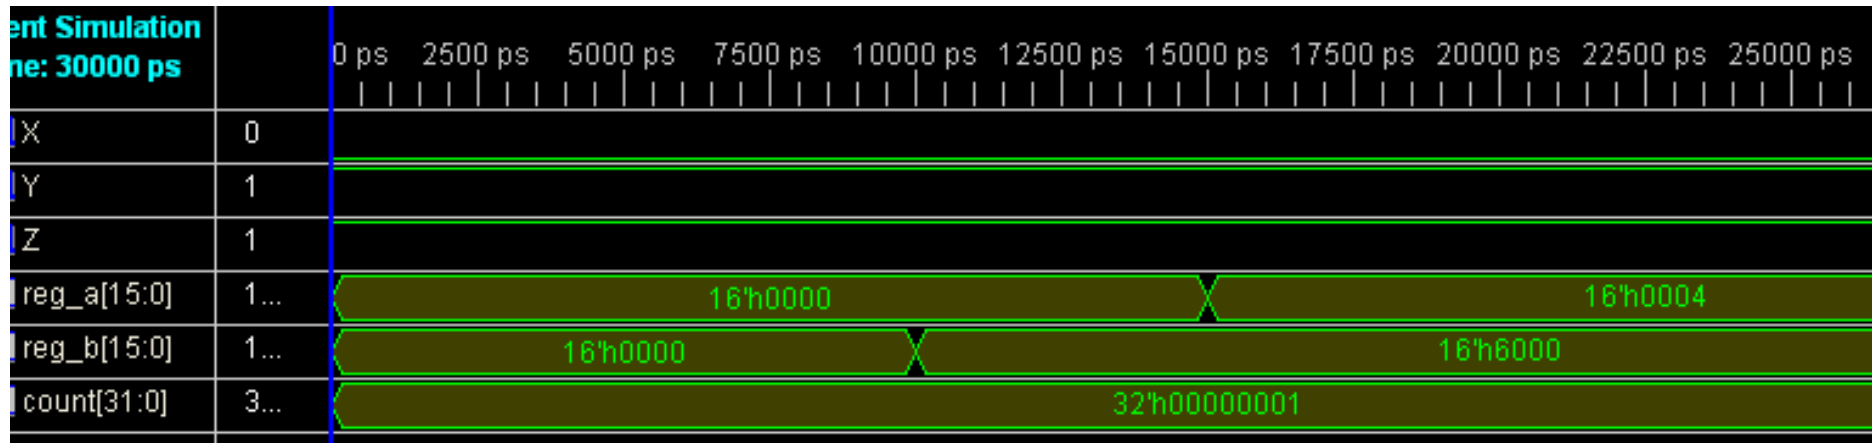 ent Simulation
ne: 30000 ps
0 ps 2500 ps 5000 ps 7500 ps 10000 ps 12500 ps 15000 ps 17500 ps 20000 ps 22500 ps 25000 ps
X 0
Y 1
Z 1
reg_a[15:0] 1... 16'h0000 16'h0004
reg_b[15:0] 1... 16'h0000 16'h6000
count[31:0] 3... 32'h00000001